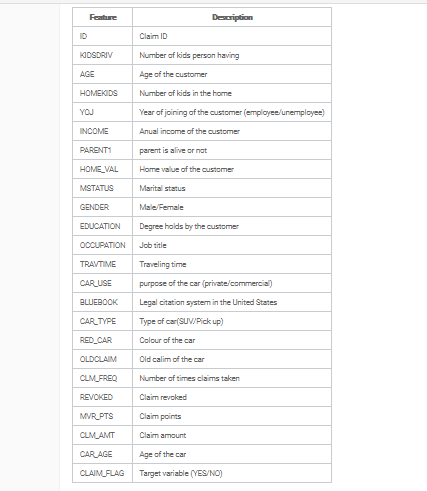 Feature Description
ID Claim ID
KIDSDRIV Number of kids person having
AGE Age of the customer
HOMEKIDS Number of kids in the home
YOJ Year of joining of the customer (employee/unemployee)
INCOME Anual income of the customer
PARENT1 parent is alive or not
HOME_VAL Home value of the customer
MSTATUS Marital status
GENDER Male/Female
EDUCATION Degree holds by the customer
OCCUPATION Job title
TRAVTIME Traveling time
CAR_USE purpose of the car (private/commercial)
BLUEBOOK Legal citation system in the United States
CAR_TYPE Type of car(SUV/Pick up)
RED_CAR Colour of the car
OLDCLAIM Old calim of the car
CLM_FREQ Number of times claims taken
REVOKED Claim revoked
MVR_PTS Claim points
CLM_AMT Claim amount
CAR_AGE Age of the car
CLAIM_FLAG Target variable (YES/NO)